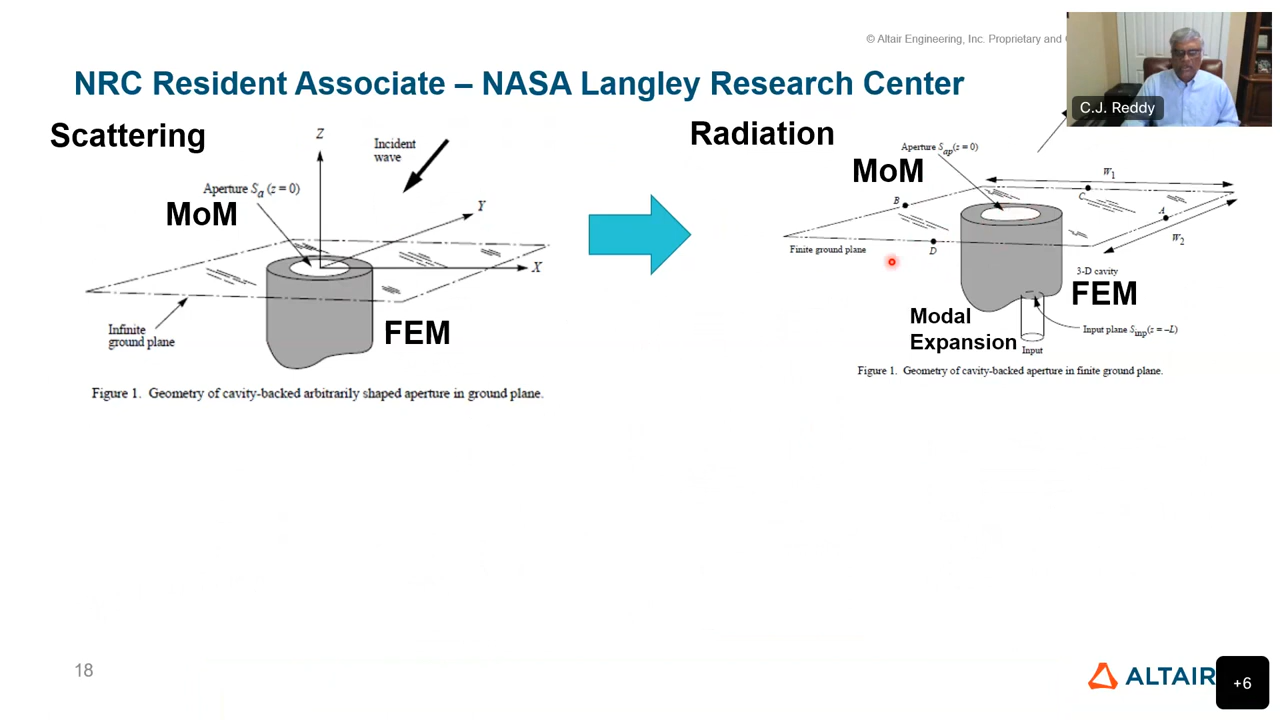 © Altair Engineering, Inc. Proprietary and
C.J. Reddy
NRC Resident Associate – NASA Langley Research Center
Scattering
Z
Incident
wave
Aperture Sa (z = 0)
MoM
Y
X
Infinite
ground plane
FEM
Figure 1. Geometry of cavity-backed arbitrarily shaped aperture in ground plane.
Radiation
Aperture Sap(z = 0)
MoM
W1
B
C
A
W2
Finite ground plane
D
3-D cavity
FEM
Modal
Expansion
Input plane Sinp(z = –L)
Input
Figure 1. Geometry of cavity-backed aperture in finite ground plane.
18
ALTAIR
+6